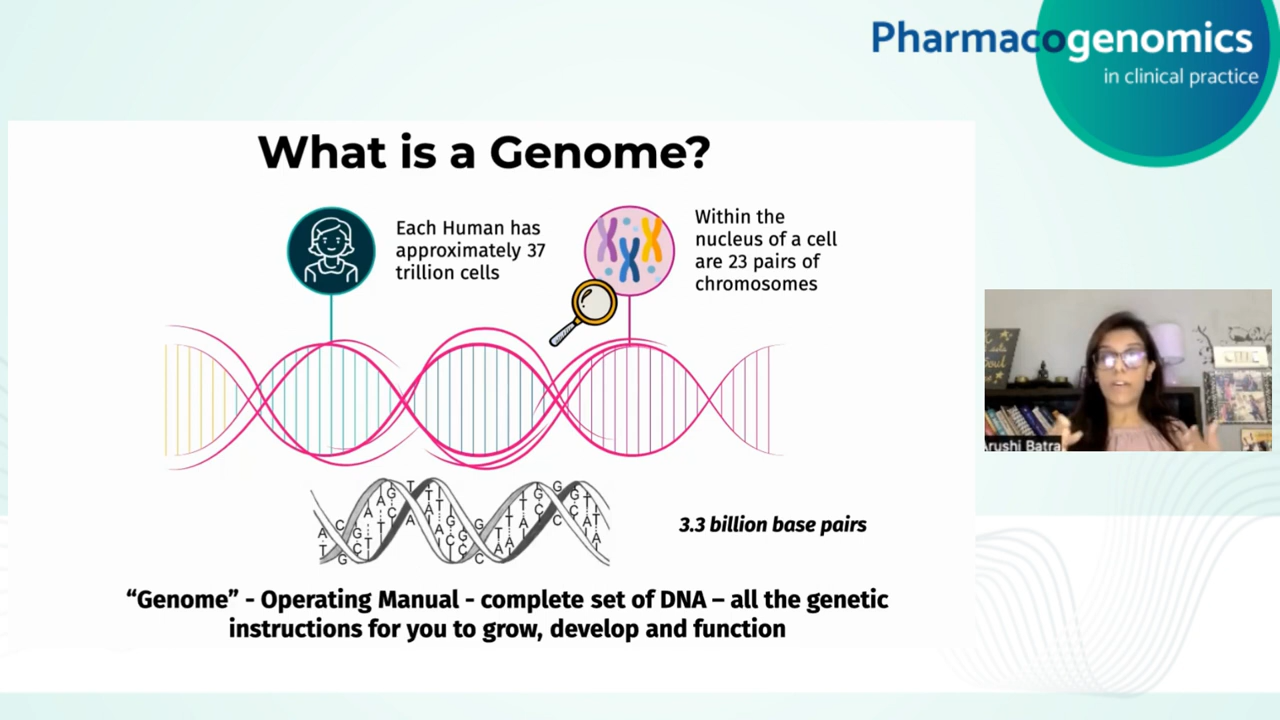 Pharmacogenomics
in clinical practice
What is a Genome?
Each Human has
approximately 37
trillion cells
Within the
nucleus of a cell
are 23 pairs of
chromosomes
3.3 billion base pairs
“Genome” - Operating Manual - complete set of DNA – all the genetic
instructions for you to grow, develop and function
Arushi Batra